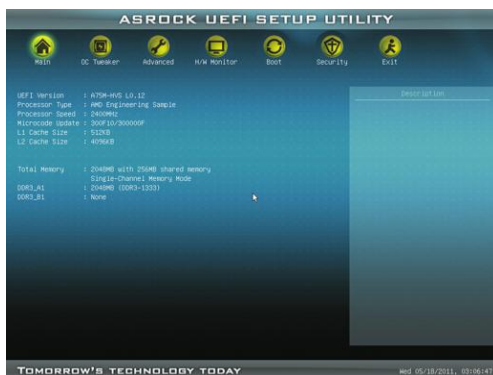 ASROCK UEFI SETUP UTILITY
Main OC Tweaker Advanced H/W Monitor Boot Security Exit
UEFI Version : A75M-HVS L0.12
Processor Type : AMD Engineering Sample
Processor Speed : 2400MHz
Microcode Update : 300F10/300000F
L1 Cache Size : 512KB
L2 Cache Size : 4096KB
Total Memory : 2048MB with 256MB shared memory
Single-Channel Memory Mode
DDR3_A1 : 2048MB (DDR3-1333)
DDR3_B1 : None
Description
TOMORROW'S TECHNOLOGY TODAY
Wed 05/18/2011, 03:06:47